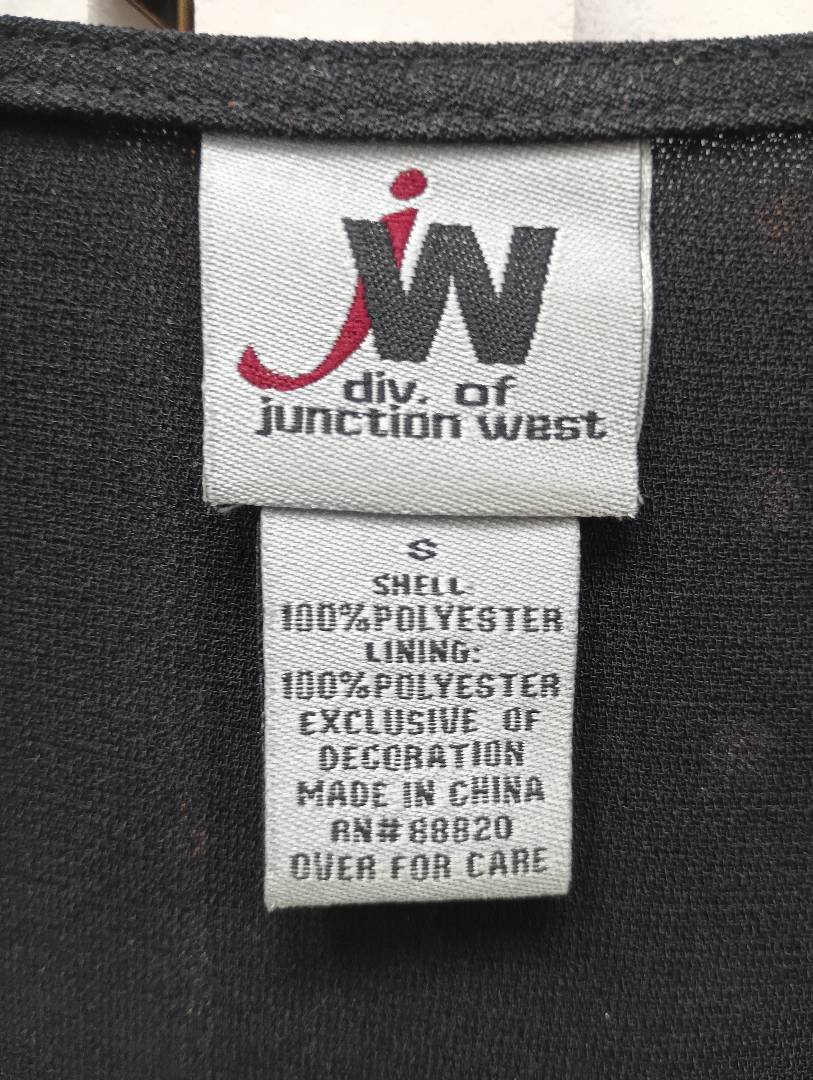 jW
div. of
junction west
S
SHELL:
100%POLYESTER
LINING:
100%POLYESTER
EXCLUSIVE OF
DECORATION
MADE IN CHINA
RN#88820
OVER FOR CARE